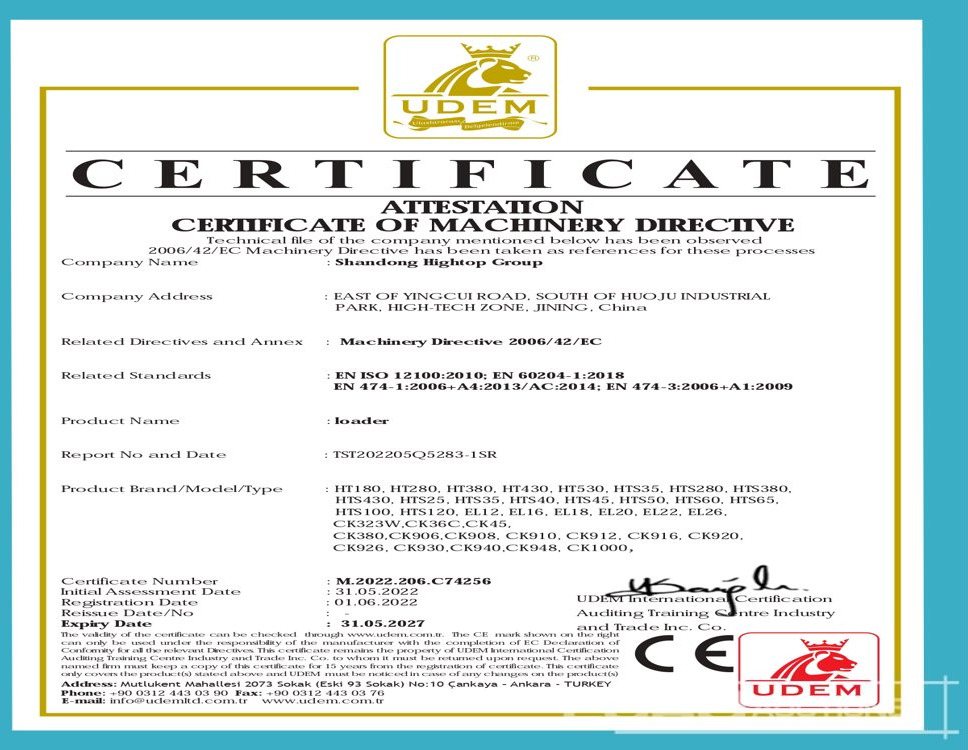 UDEM
Uluslararası Belgelendirme
CERTIFICATE
ATTESTATION
CERTIFICATE OF MACHINERY DIRECTIVE
Technical file of the company mentioned below has been observed
2006/42/EC Machinery Directive has been taken as references for these processes
Company Name : Shandong Hightop Group
Company Address : EAST OF YINGCUI ROAD, SOUTH OF HUOJU INDUSTRIAL
PARK, HIGH-TECH ZONE, JINING, China
Related Directives and Annex : Machinery Directive 2006/42/EC
Related Standards : EN ISO 12100:2010; EN 60204-1:2018
EN 474-1:2006+A4:2013/AC:2014; EN 474-3:2006+A1:2009
Product Name : loader
Report No and Date : TST202205Q5283-1SR
Product Brand/Model/Type : HT180, HT280, HT380, HT430, HT530, HTS35, HTS280, HTS380,
HTS430, HTS25, HTS35, HTS40, HTS45, HTS50, HTS60, HTS65,
HTS100, HTS120, EL12, EL16, EL18, EL20, EL22, EL26,
CK323W,CK36C,CK45,
CK380,CK906,CK908, CK910, CK912, CK916, CK920,
CK926, CK930,CK940,CK948, CK1000,
Certificate Number : M.2022.206.C74256
Initial Assessment Date : 31.05.2022
Registration Date : 01.06.2022
Reissue Date/No : -
Expiry Date : 31.05.2027
UDEM International Certification
Auditing Training Centre Industry
and Trade Inc. Co.
The validity of the certificate can be checked through www.udem.com.tr. The CE mark shown on the right
can only be used under the responsibility of the manufacturer with the completion of EC Declaration of
Conformity for all the relevant Directives. This certificate remains the property of UDEM International Certification
Auditing Training Centre Industry and Trade Inc. Co. to whom it must be returned upon request. The above
named firm must keep a copy of this certificate for 15 years from the registration of certificate. This certificate
only covers the product(s) stated above and UDEM must be noticed in case of any changes on the product(s)
Address: Mutlukent Mahallesi 2073 Sokak (Eski 93 Sokak) No:10 Çankaya - Ankara - TURKEY
Phone: +90 0312 443 03 90 Fax: +90 0312 443 03 76
E-mail: info@udemltd.com.tr www.udem.com.tr
CE
UDEM